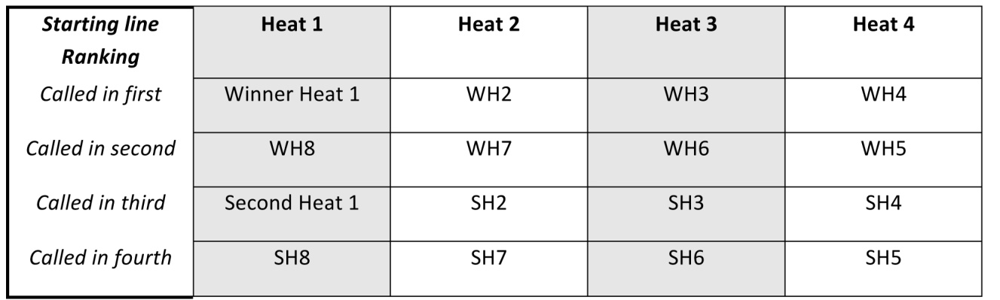 Starting line Ranking Heat 1 Heat 2 Heat 3 Heat 4
Called in first Winner Heat 1 WH2 WH3 WH4
Called in second WH8 WH7 WH6 WH5
Called in third Second Heat 1 SH2 SH3 SH4
Called in fourth SH8 SH7 SH6 SH5